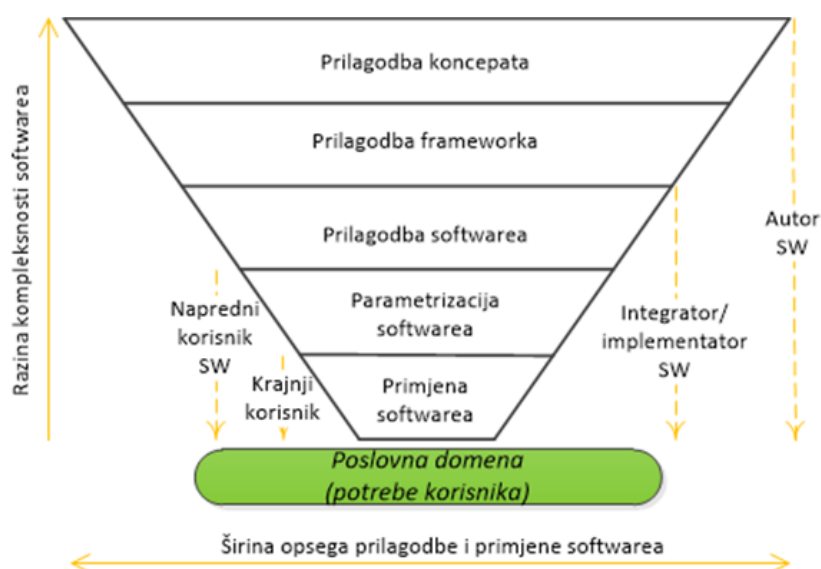 Prilagodba koncepata
Prilagodba frameworka
Prilagodba softwarea
Parametrizacija
softwarea
Primjena
softwarea
Razina kompleksnosti softwarea
Napredni
korisnik
SW
Krajnji
korisnik
Integrator/
implementator
SW
Autor
SW
Poslovna domena
(potrebe korisnika)
Širina opsega prilagodbe i primjene softwarea